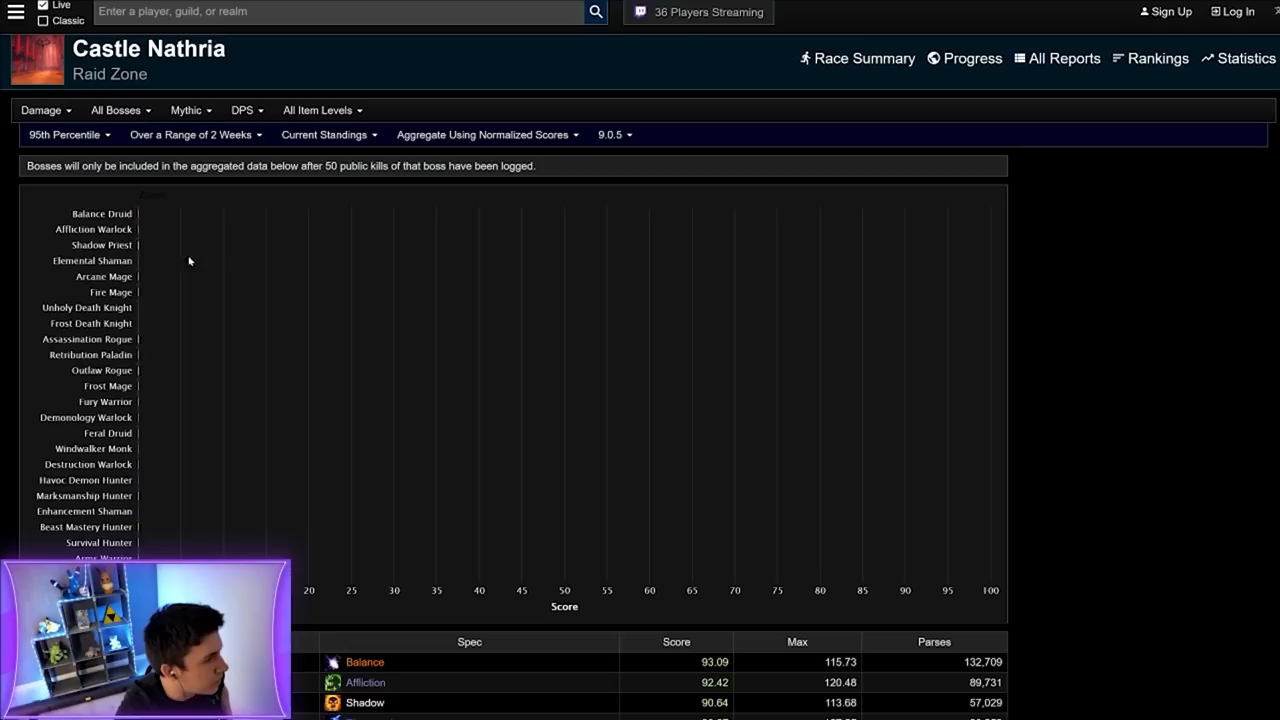 Live
Classic
Enter a player, guild, or realm
36 Players Streaming
Sign Up
Log In
Castle Nathria
Raid Zone
Race Summary
Progress
All Reports
Rankings
Statistics
Damage
All Bosses
Mythic
DPS
All Item Levels
95th Percentile
Over a Range of 2 Weeks
Current Standings
Aggregate Using Normalized Scores
9.0.5
Bosses will only be included in the aggregated data below after 50 public kills of that boss have been logged.
Balance Druid
Affliction Warlock
Shadow Priest
Elemental Shaman
Arcane Mage
Fire Mage
Unholy Death Knight
Frost Death Knight
Assassination Rogue
Retribution Paladin
Outlaw Rogue
Frost Mage
Fury Warrior
Demonology Warlock
Feral Druid
Windwalker Monk
Destruction Warlock
Havoc Demon Hunter
Marksmanship Hunter
Enhancement Shaman
Beast Mastery Hunter
Survival Hunter
Arms Warrior
20 25 30 35 40 45 50 55 60 65 70 75 80 85 90 95 100
Score
Spec Score Max Parses
Balance 93.09 115.73 132,709
Affliction 92.42 120.48 89,731
Shadow 90.64 113.68 57,029